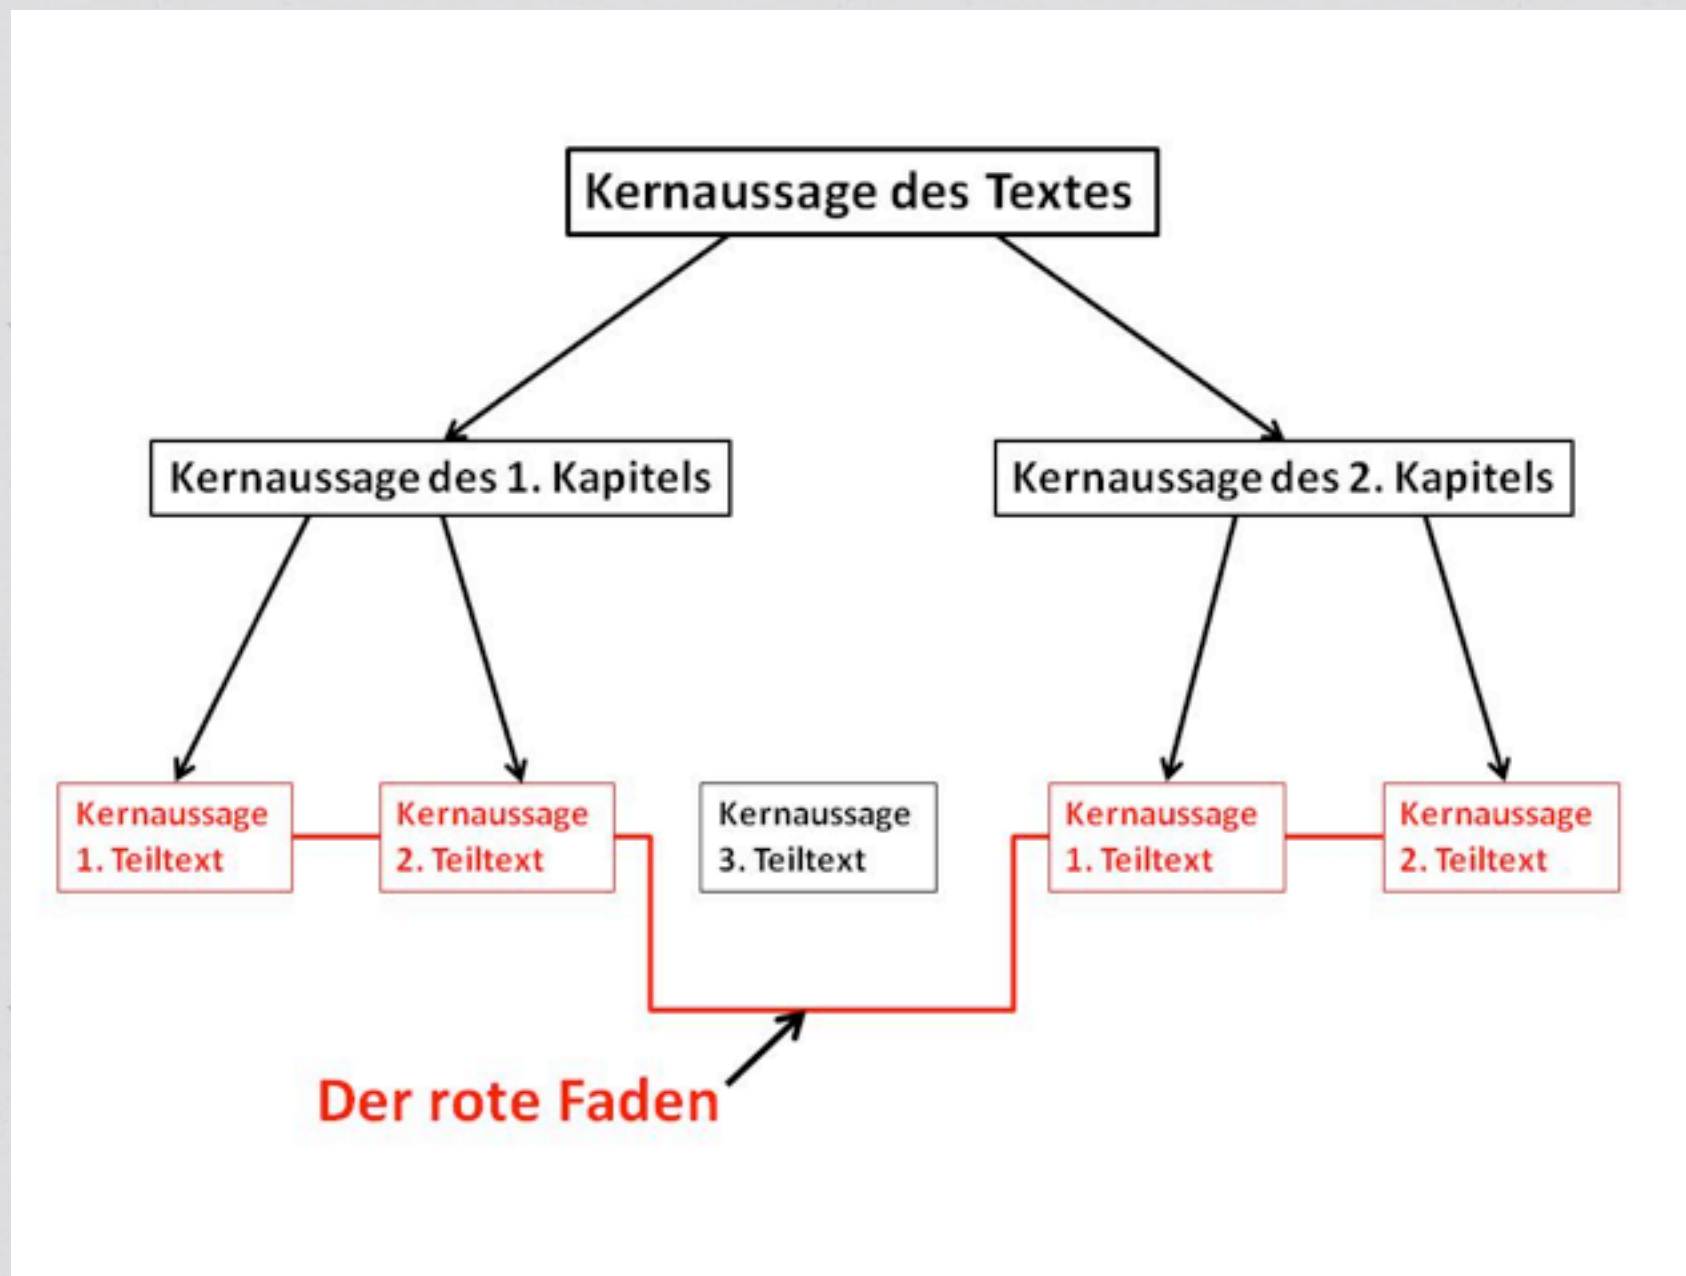 Kernaussage des Textes
Kernaussage des 1. Kapitels
Kernaussage des 2. Kapitels
Kernaussage
1. Teiltext
Kernaussage
2. Teiltext
Kernaussage
3. Teiltext
Kernaussage
1. Teiltext
Kernaussage
2. Teiltext
Der rote Faden